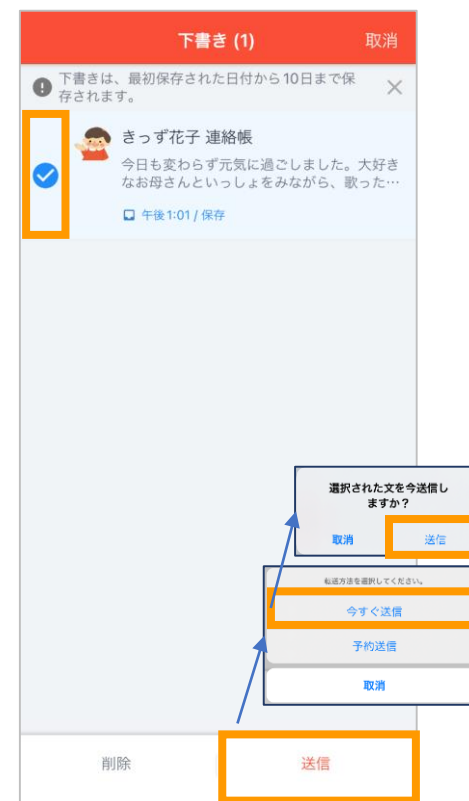 下書き (1)
取消
下書きは、最初保存された日付から10日まで保
存されます。
きっず花子 連絡帳
今日も変わらず元気に過ごしました。大好き
なお母さんといっしょをみながら、歌った…
午後1:01 / 保存
選択された文を今送信し
ますか？
取消
送信
転送方法を選択してください。
今すぐ送信
予約送信
取消
削除
送信